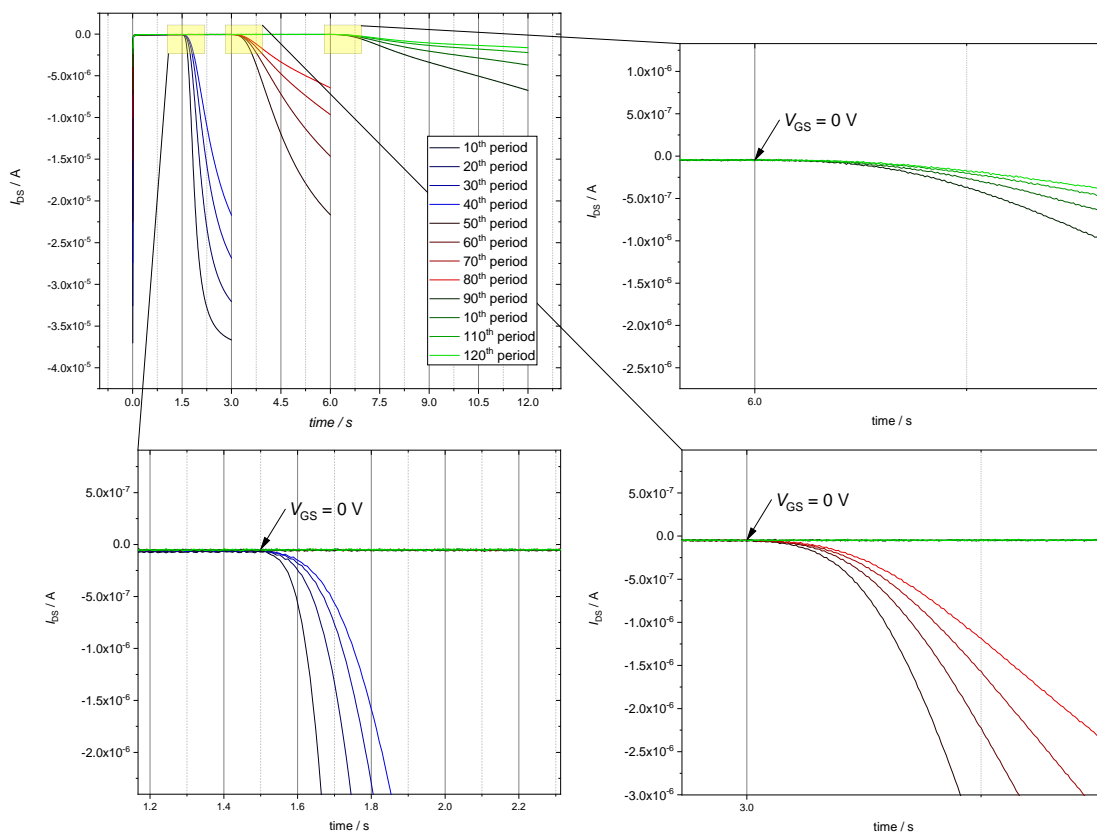 0.0
-5.0x10-6
-1.0x10-5
-1.5x10-5
-2.0x10-5
-2.5x10-5
-3.0x10-5
-3.5x10-5
-4.0x10-5
IDS / A
0.0 1.5 3.0 4.5 6.0 7.5 9.0 10.5 12.0
time / s
10th period
20th period
30th period
40th period
50th period
60th period
70th period
80th period
90th period
10th period
110th period
120th period
1.0x10-6
5.0x10-7
0.0
-5.0x10-7
-1.0x10-6
-1.5x10-6
-2.0x10-6
-2.5x10-6
IDS / A
VGS = 0 V
6.0
time / s
5.0x10-7
0.0
-5.0x10-7
-1.0x10-6
-1.5x10-6
-2.0x10-6
IDS / A
VGS = 0 V
1.2 1.4 1.6 1.8 2.0 2.2
time / s
5.0x10-7
0.0
-5.0x10-7
-1.0x10-6
-1.5x10-6
-2.0x10-6
-2.5x10-6
-3.0x10-6
IDS / A
VGS = 0 V
3.0
time / s